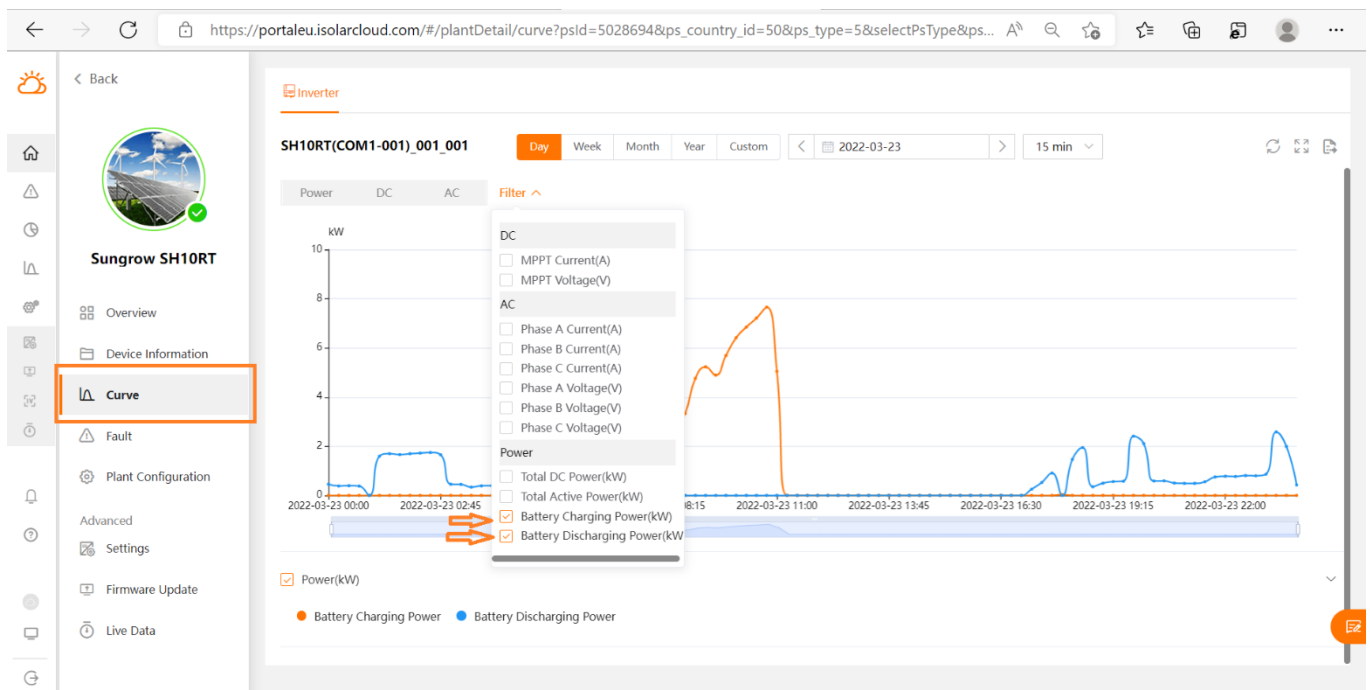 https://portaleu.isolarcloud.com/#/plantDetail/curve?psId=5028694&ps_country_id=50&ps_type=5&selectPsType&ps...
Back
Sungrow SH10RT
Overview
Device Information
Curve
Fault
Plant Configuration
Advanced
Settings
Firmware Update
Live Data
Inverter
SH10RT(COM1-001)_001_001 Day Week Month Year Custom 2022-03-23 15 min
Power DC AC Filter
DC
MPPT Current(A)
MPPT Voltage(V)
AC
Phase A Current(A)
Phase B Current(A)
Phase C Current(A)
Phase A Voltage(V)
Phase B Voltage(V)
Phase C Voltage(V)
Power
Total DC Power(kW)
Total Active Power(kW)
Battery Charging Power(kW)
Battery Discharging Power(kW
kW
10
8
6
4
2
0
2022-03-23 00:00 2022-03-23 02:45 08:15 2022-03-23 11:00 2022-03-23 13:45 2022-03-23 16:30 2022-03-23 19:15 2022-03-23 22:00
Power(kW)
Battery Charging Power Battery Discharging Power